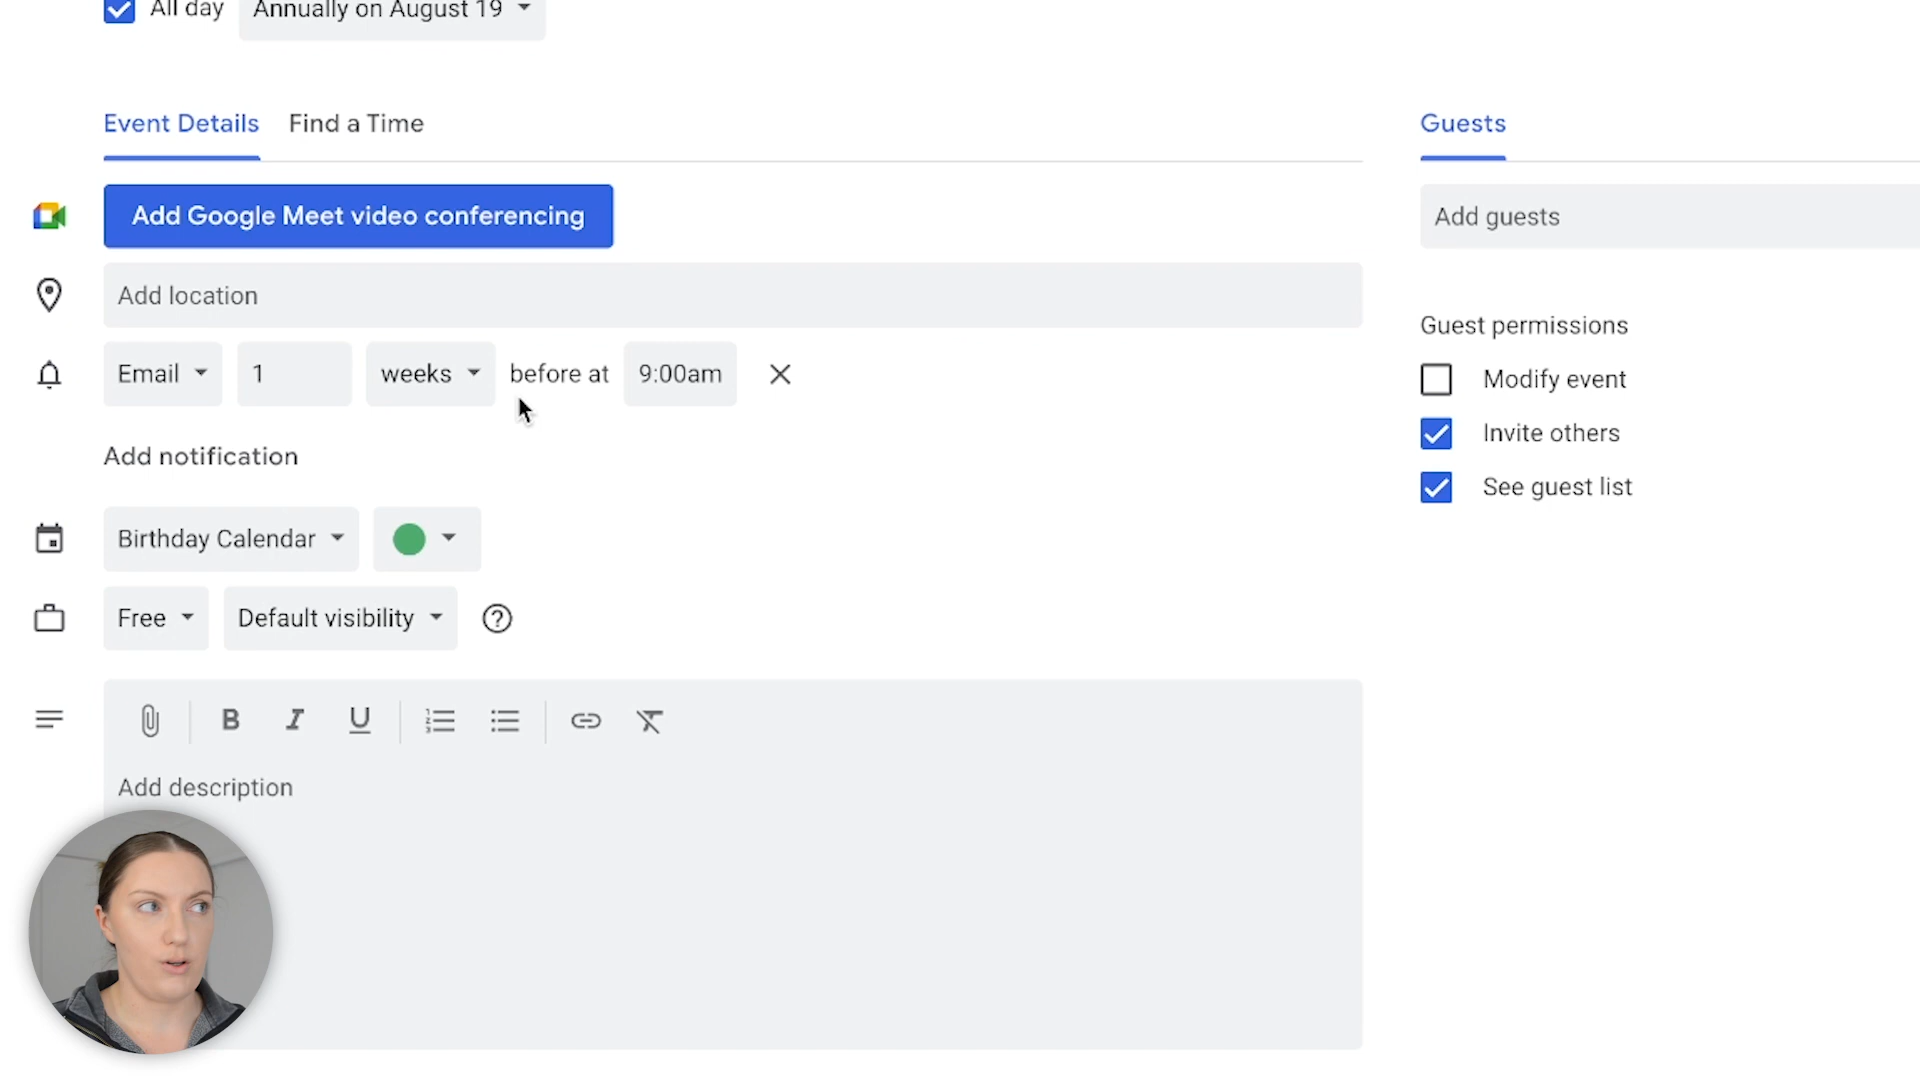 All day Annually on August 19
Event Details Find a Time
Guests
Add Google Meet video conferencing
Add guests
Add location
Guest permissions
Email 1 weeks before at 9:00am
Modify event
Invite others
Add notification
See guest list
Birthday Calendar
Free Default visibility
B I U
Add description